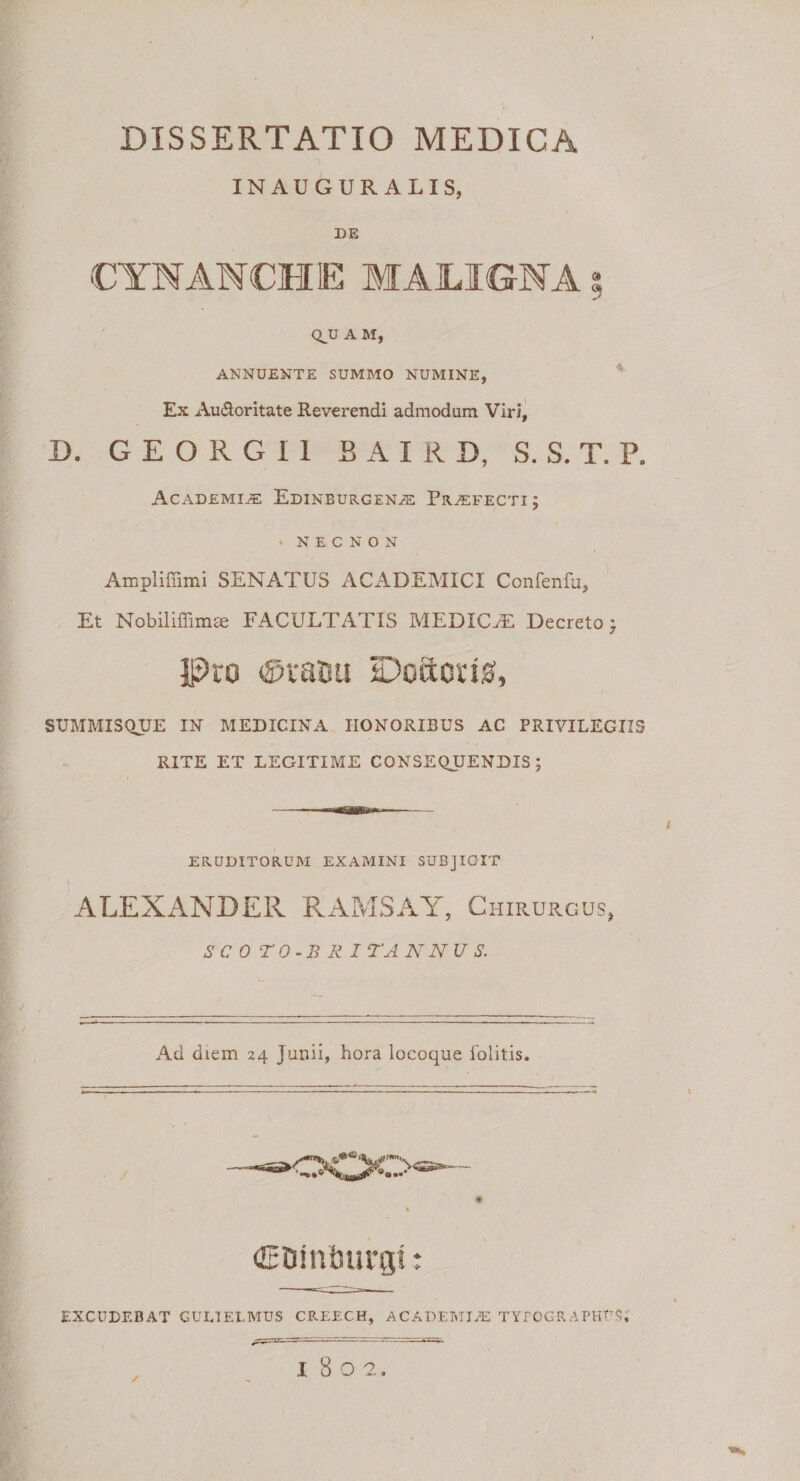 DISSERTATIO MEDICA
INAUGURALIS,
DE
CYNANCHE MALIGNA;
QUAM,
ANNUENTE SUMMO NUMINE,
Ex Auctoritate Reverendi admodum Viri,
D. GEORGII BAIRD, S. S. T. P.
ACADEMIÆ EDINBURGENÆ PRÆFECTI;
NECNON
Ampliſſimi SENATUS ACADEMICI Conſenſu,
Et Nobiliſſimæ FACULTATIS MEDICÆ Decreto;
Pro Gradu Doctoris,
SUMMISQUE IN MEDICINA HONORIBUS AC PRIVILEGIIS
RITE ET LEGITIME CONSEQUENDIS;
ERUDITORUM EXAMINI SUBJICIT
ALEXANDER RAMSAY, CHIRURGUS,
SCOTO-BRITANNUS.
Ad diem 24 Junii, hora locoque ſolitis.
Edinburgi:
EXCUDEBAT GULIELMUS CREECH, ACADEMIÆ TYPOGRAPHUS.
1802.